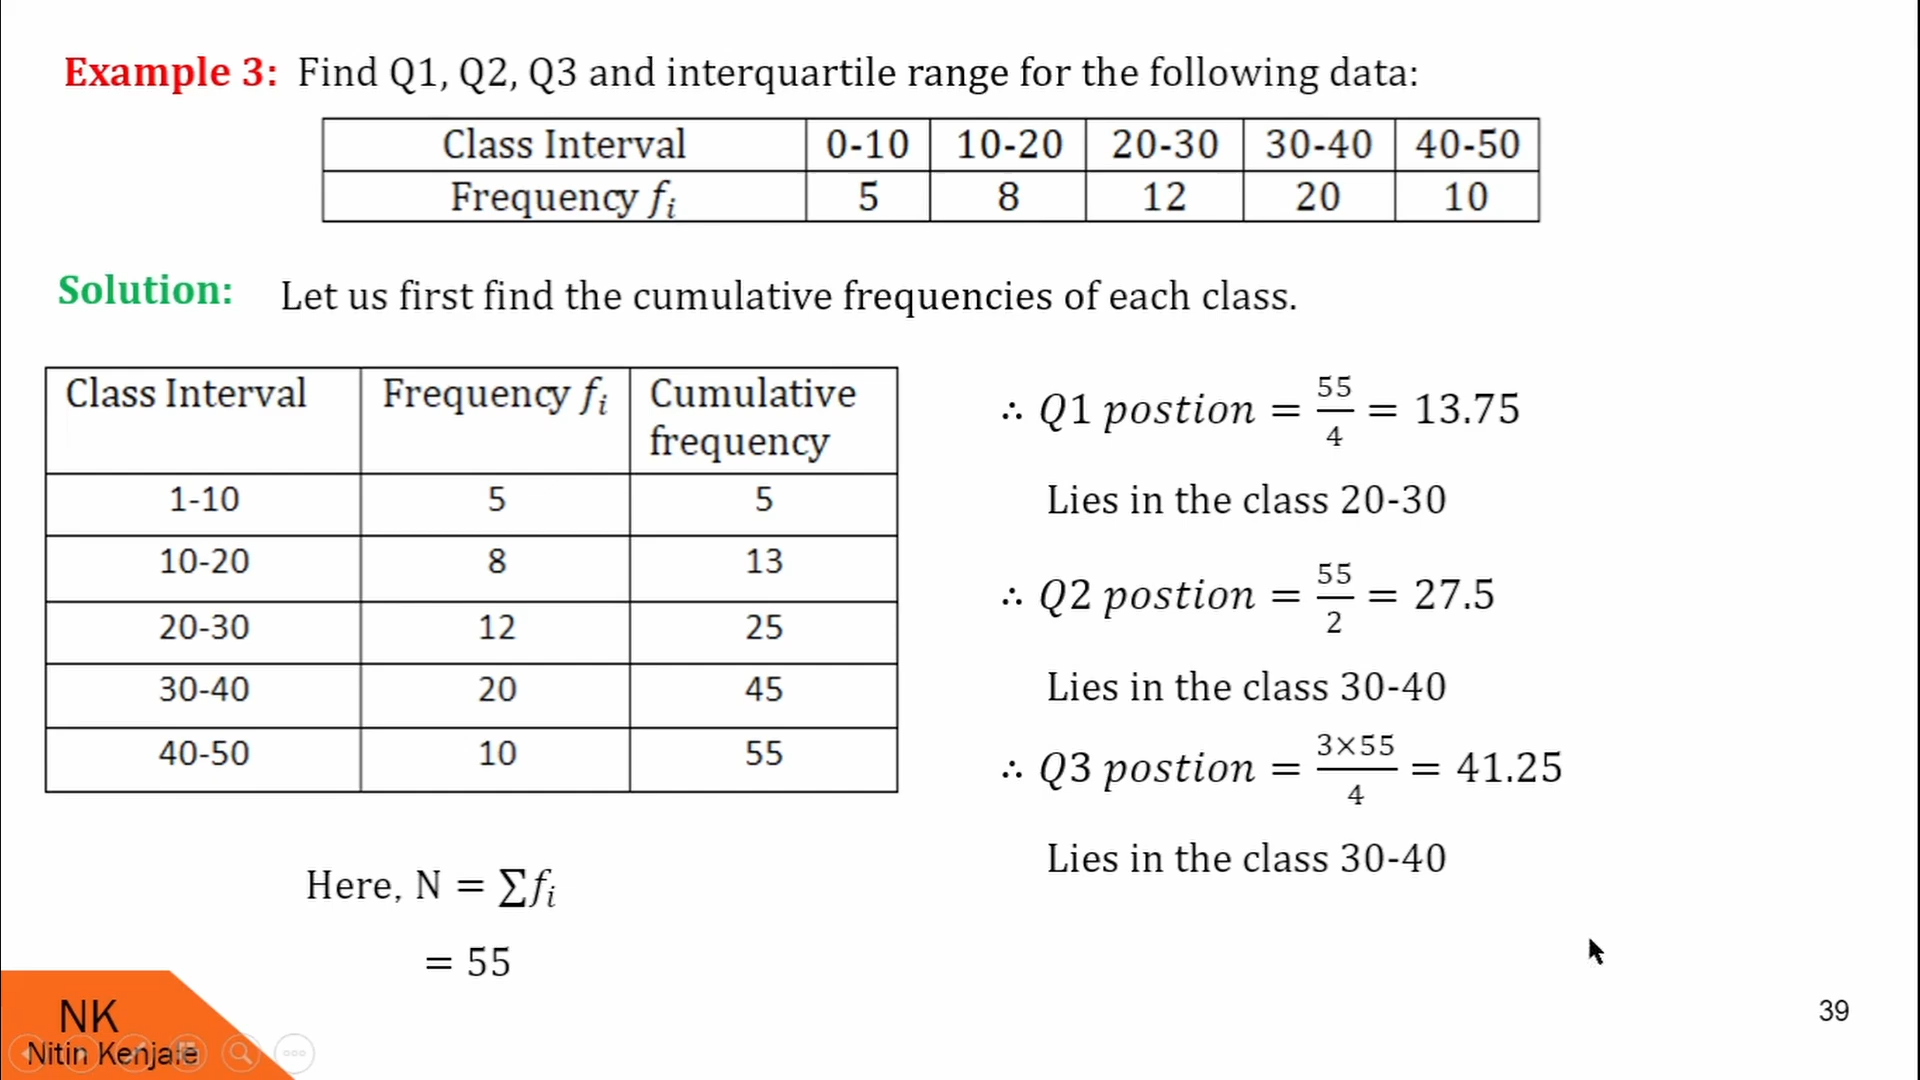 Example 3: Find Q1, Q2, Q3 and interquartile range for the following data:
Class Interval 0-10 10-20 20-30 30-40 40-50
Frequency fᵢ 5 8 12 20 10
Solution: Let us first find the cumulative frequencies of each class.
Class Interval Frequency fᵢ Cumulative frequency
1-10 5 5
10-20 8 13
20-30 12 25
30-40 20 45
40-50 10 55
Here, N = ∑fᵢ
= 55
∴ Q1 postion = 55/4 = 13.75
Lies in the class 20-30
∴ Q2 postion = 55/2 = 27.5
Lies in the class 30-40
∴ Q3 postion = 3×55/4 = 41.25
Lies in the class 30-40
NK
Nitin Kenjale
39